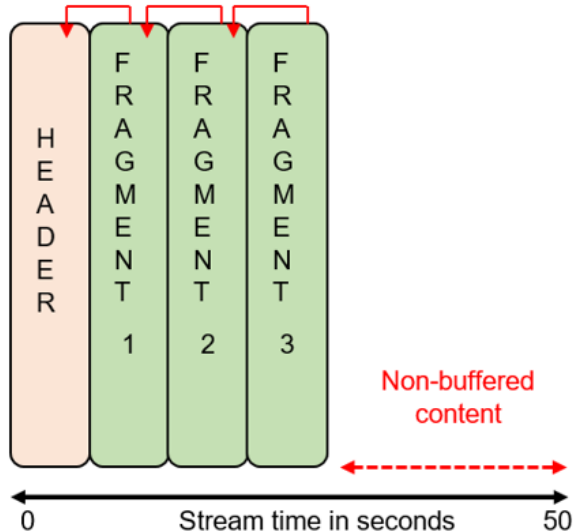 HEADER
FRAGMENT 1
FRAGMENT 2
FRAGMENT 3
Non-buffered
content
0 Stream time in seconds 50